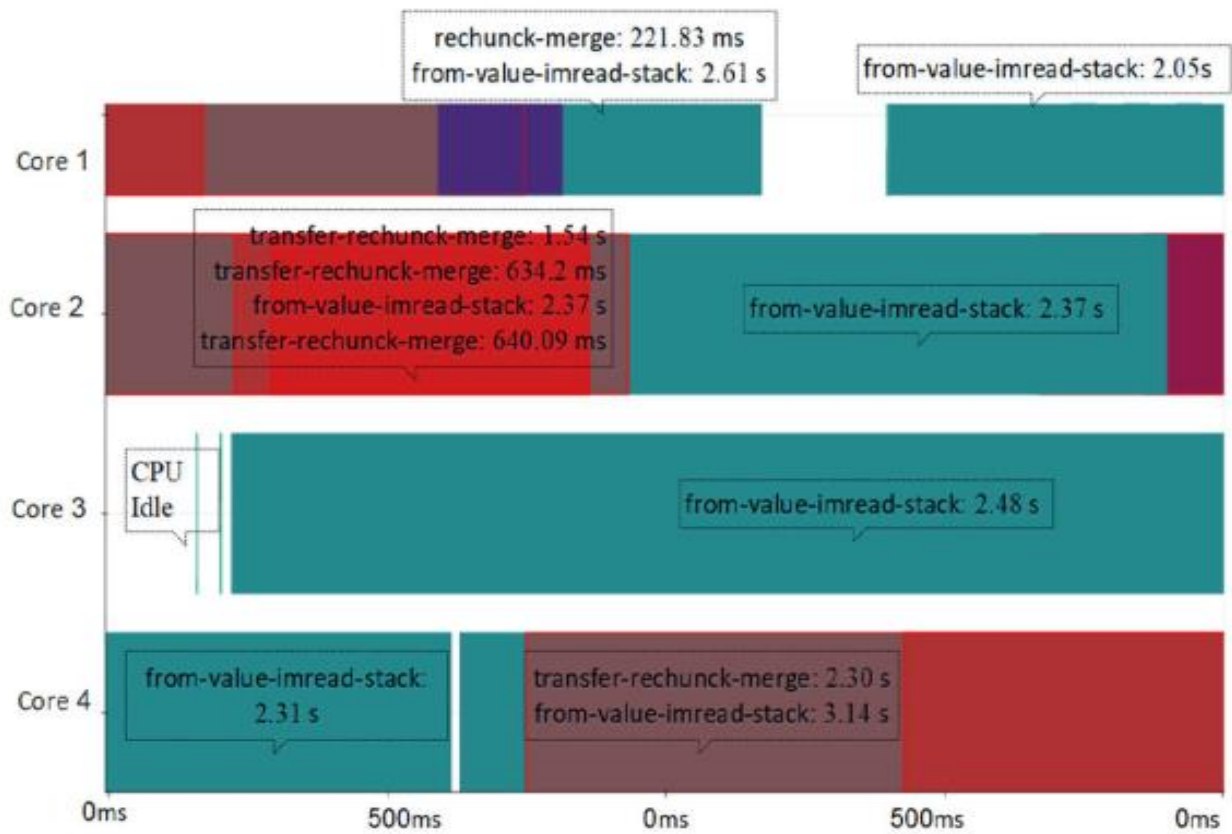 rechunck-merge: 221.83 ms
from-value-imread-stack: 2.61 s
from-value-imread-stack: 2.05s
Core 1
transfer-rechunck-merge: 1.54 s
transfer-rechunck-merge: 634.2 ms
from-value-imread-stack: 2.37 s
transfer-rechunck-merge: 640.09 ms
Core 2
from-value-imread-stack: 2.37 s
CPU
Idle
Core 3
from-value-imread-stack: 2.48 s
Core 4
from-value-imread-stack:
2.31 s
transfer-rechunck-merge: 2.30 s
from-value-imread-stack: 3.14 s
0ms 500ms 0ms 500ms 0ms